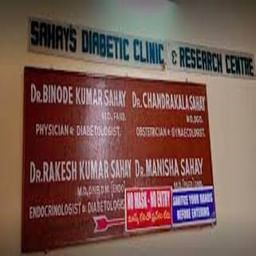 SAHAY'S DIABETIC CLINIC & RESEARCH CENTRE
DR. BINODE KUMAR SAHAY
PHYSICIAN & DIABETOLOGIST.
DR. CHANDRAKALA SAHAY
OBSTETRICIAN & GYNAECOLOGIST.
DR. RAKESH KUMAR SAHAY
ENDOCRINOLOGIST & DIABETOLOGIST
DR. MANISHA SAHAY
NO MASK - NO ENTRY
SANITISE YOUR HANDS
BEFORE ENTERING